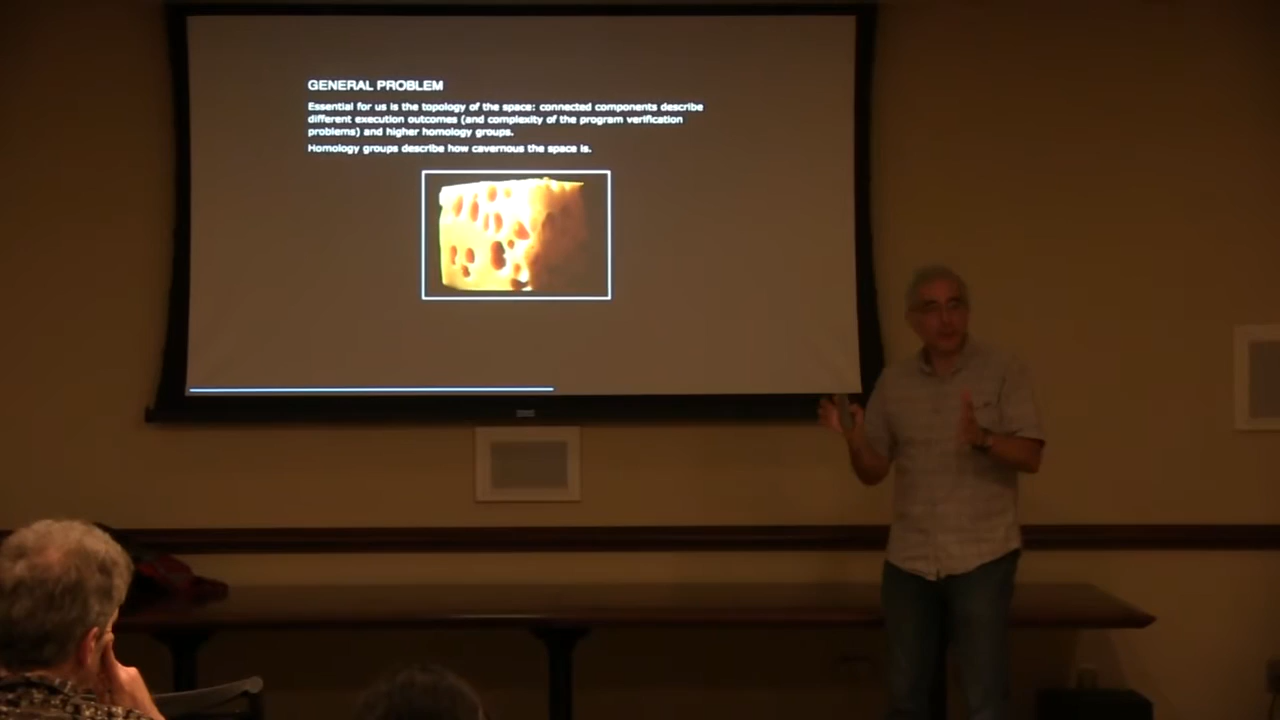 GENERAL PROBLEM
Essential for us is the topology of the space: connected components describe
different execution outcomes (and complexity of the program verification
problems) and higher homology groups.
Homology groups describe how cavernous the space is.